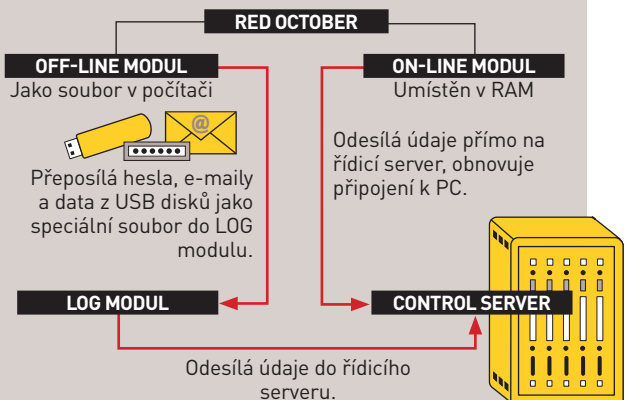 RED OCTOBER
OFF-LINE MODUL
Jako soubor v počítači
@
Přeposílá hesla, e-maily
a data z USB disků jako
speciální soubor do LOG
modulu.
ON-LINE MODUL
Umístěn v RAM
Odesílá údaje přímo na
řídicí server, obnovuje
připojení k PC.
LOG MODUL
CONTROL SERVER
Odesílá údaje do řídicího
serveru.